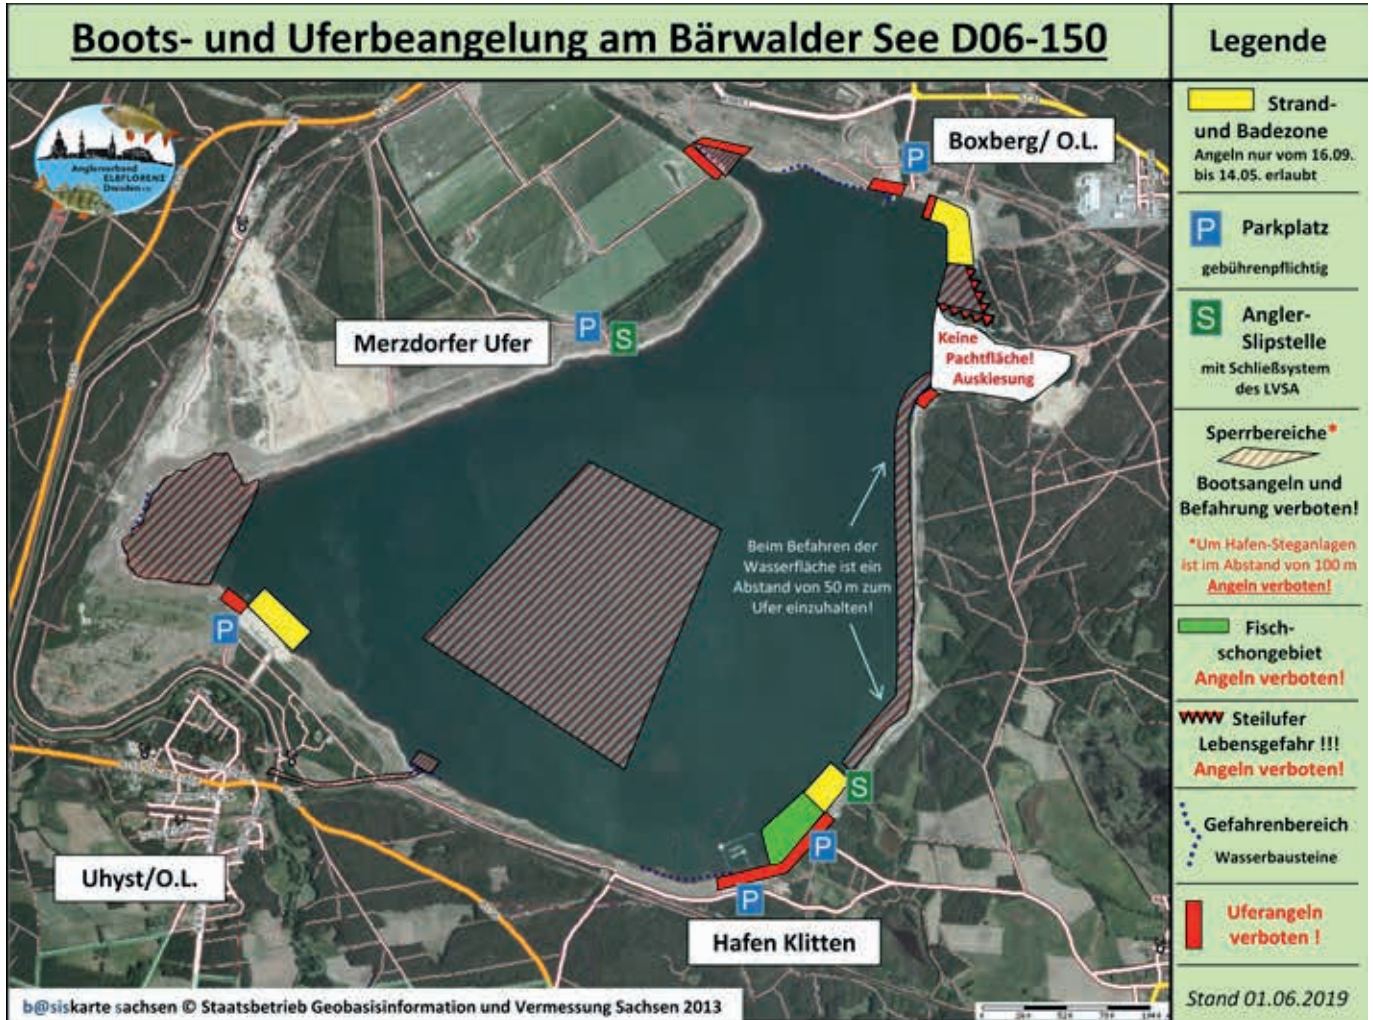 Boots- und Uferbeangelung am Bärwalder See D06-150
Anglerverband
ELBFLORENZ
Dresden e.V.
Boxberg/ O.L.
P
Merzdorfer Ufer
P
S
Keine
Pachtfläche!
Auskiesung
Beim Befahren der
Wasserfläche ist ein
Abstand von 50 m zum
Ufer einzuhalten!
P
S
P
P
Uhyst/O.L.
Hafen Klitten
b@siskarte sachsen © Staatsbetrieb Geobasisinformation und Vermessung Sachsen 2013
Legende
Strand-
und Badezone
Angeln nur vom 16.09.
bis 14.05. erlaubt
P Parkplatz
gebührenpflichtig
S Angler-
Slipstelle
mit Schließsystem
des LVSA
Sperrbereiche*
Bootsangeln und
Befahrung verboten!
*Um Hafen-Steganlagen
ist im Abstand von 100 m
Angeln verboten!
Fisch-
schongebiet
Angeln verboten!
Steilufer
Lebensgefahr !!!
Angeln verboten!
Gefahrenbereich
Wasserbausteine
Uferangeln
verboten !
Stand 01.06.2019